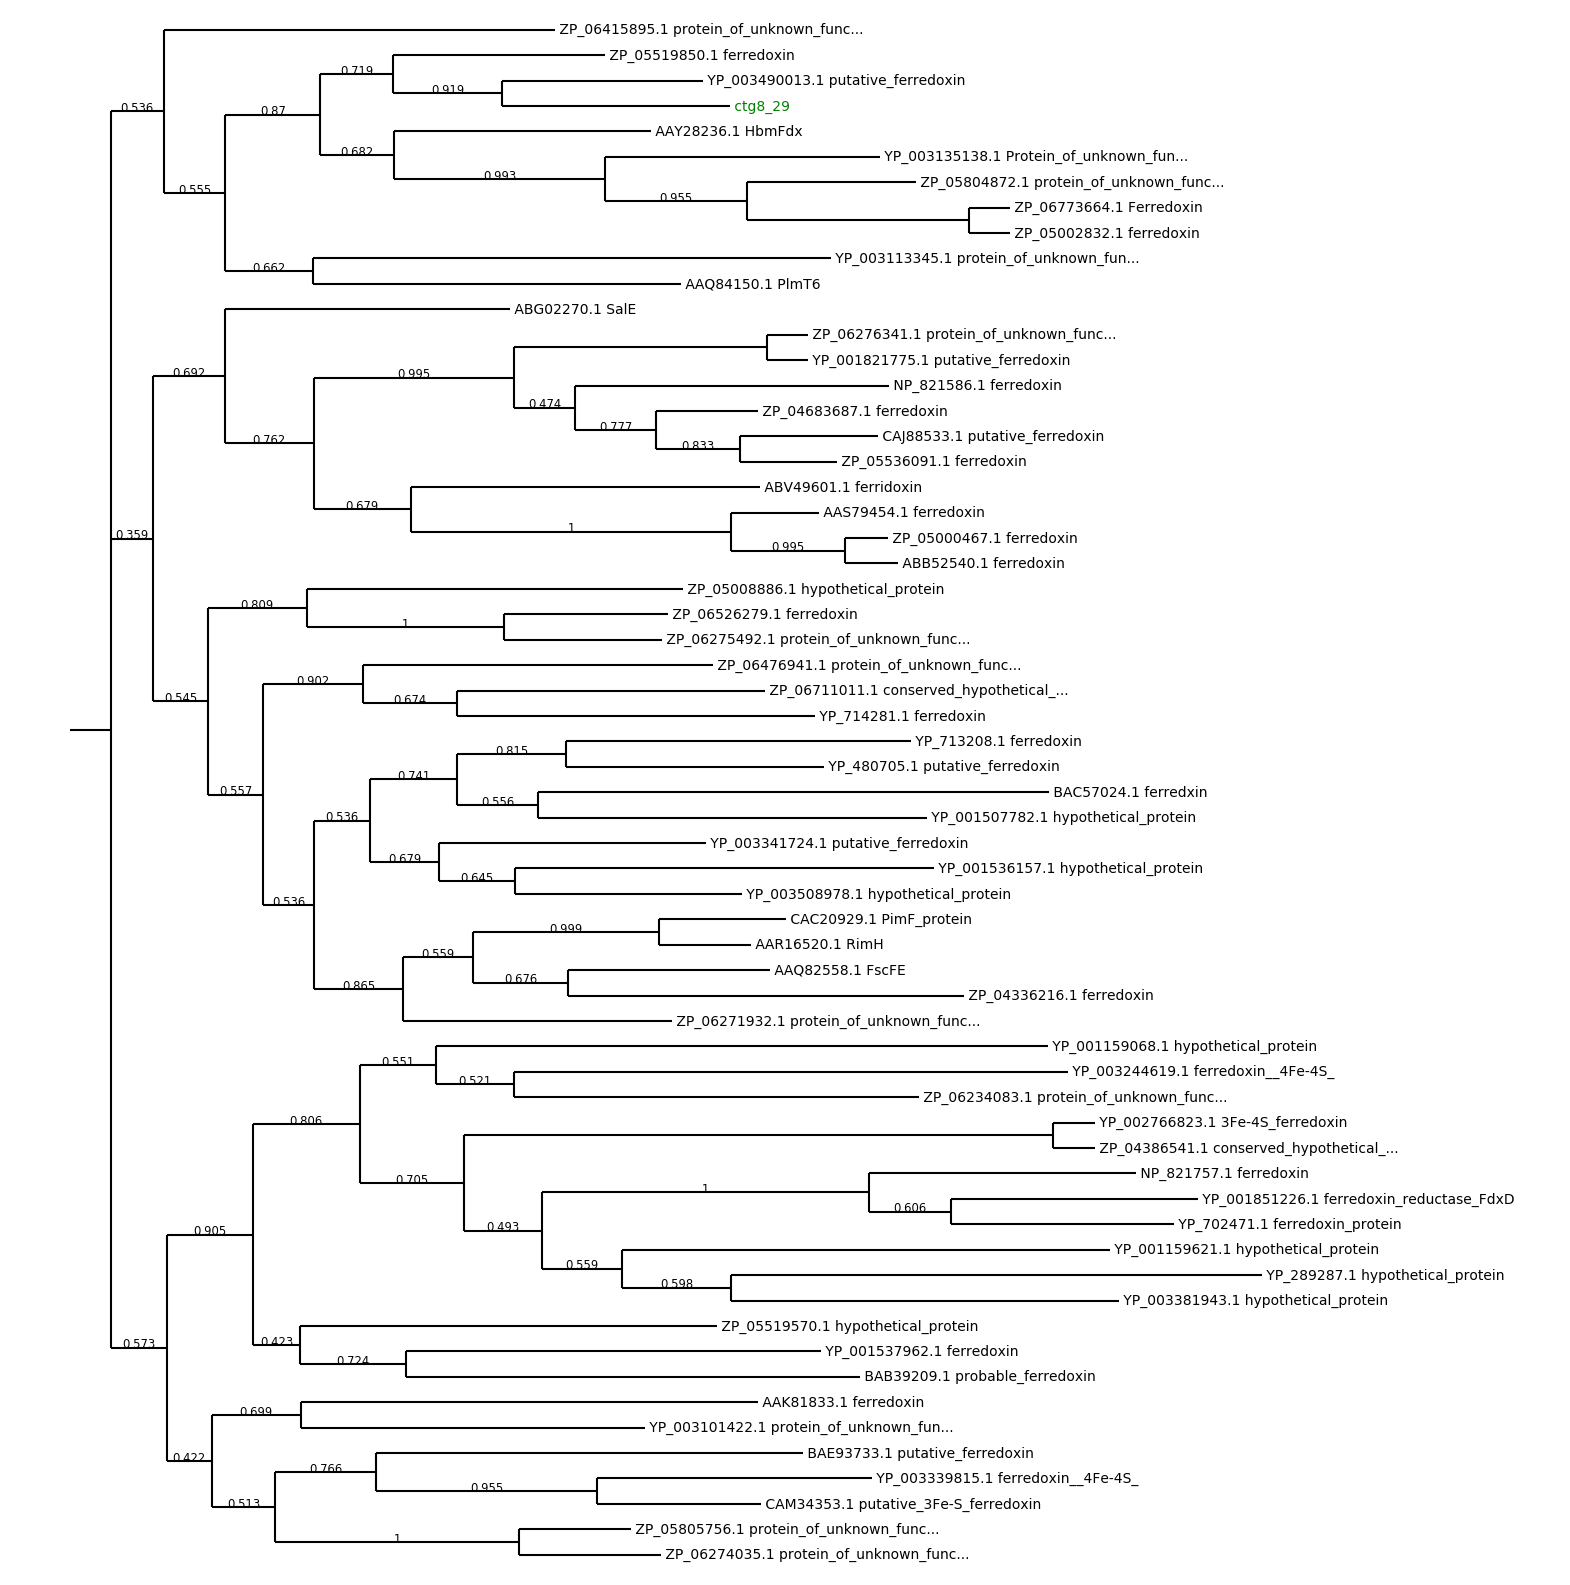 ZP_06415895.1 protein_of_unknown_func...
ZP_05519850.1 ferredoxin
0.719
YP_003490013.1 putative_ferredoxin
0.919
ctg8_29
0.536
0.87
AAY28236.1 HbmFdx
0.682
YP_003135138.1 Protein_of_unknown_fun...
0.993
ZP_05804872.1 protein_of_unknown_func...
0.555
0.955
ZP_06773664.1 Ferredoxin
ZP_05002832.1 ferredoxin
YP_003113345.1 protein_of_unknown_fun...
0.662
AAQ84150.1 PlmT6
ABG02270.1 SalE
ZP_06276341.1 protein_of_unknown_func...
YP_001821775.1 putative_ferredoxin
0.692
0.995
NP_821586.1 ferredoxin
0.474
ZP_04683687.1 ferredoxin
0.777
CAJ88533.1 putative_ferredoxin
0.762
0.833
ZP_05536091.1 ferredoxin
ABV49601.1 ferridoxin
0.679
AAS79454.1 ferredoxin
1
0.359
ZP_05000467.1 ferredoxin
0.995
ABB52540.1 ferredoxin
ZP_05008886.1 hypothetical_protein
0.809
ZP_06526279.1 ferredoxin
1
ZP_06275492.1 protein_of_unknown_func...
ZP_06476941.1 protein_of_unknown_func...
0.902
ZP_06711011.1 conserved_hypothetical_...
0.545
0.674
YP_714281.1 ferredoxin
YP_713208.1 ferredoxin
0.815
YP_480705.1 putative_ferredoxin
0.741
BAC57024.1 ferredxin
0.557
0.556
YP_001507782.1 hypothetical_protein
0.536
YP_003341724.1 putative_ferredoxin
0.679
YP_001536157.1 hypothetical_protein
0.645
YP_003508978.1 hypothetical_protein
0.536
CAC20929.1 PimF_protein
0.999
AAR16520.1 RimH
0.559
AAQ82558.1 FscFE
0.676
0.865
ZP_04336216.1 ferredoxin
ZP_06271932.1 protein_of_unknown_func...
YP_001159068.1 hypothetical_protein
0.551
YP_003244619.1 ferredoxin__4Fe-4S_
0.521
ZP_06234083.1 protein_of_unknown_func...
0.806
YP_002766823.1 3Fe-4S_ferredoxin
ZP_04386541.1 conserved_hypothetical_...
NP_821757.1 ferredoxin
0.705
1
YP_001851226.1 ferredoxin_reductase_FdxD
0.606
YP_702471.1 ferredoxin_protein
0.905
0.493
YP_001159621.1 hypothetical_protein
0.559
YP_289287.1 hypothetical_protein
0.598
YP_003381943.1 hypothetical_protein
ZP_05519570.1 hypothetical_protein
0.573
0.423
YP_001537962.1 ferredoxin
0.724
BAB39209.1 probable_ferredoxin
AAK81833.1 ferredoxin
0.699
YP_003101422.1 protein_of_unknown_fun...
BAE93733.1 putative_ferredoxin
0.422
0.766
YP_003339815.1 ferredoxin__4Fe-4S_
0.955
0.513
CAM34353.1 putative_3Fe-S_ferredoxin
ZP_05805756.1 protein_of_unknown_func...
1
ZP_06274035.1 protein_of_unknown_func...